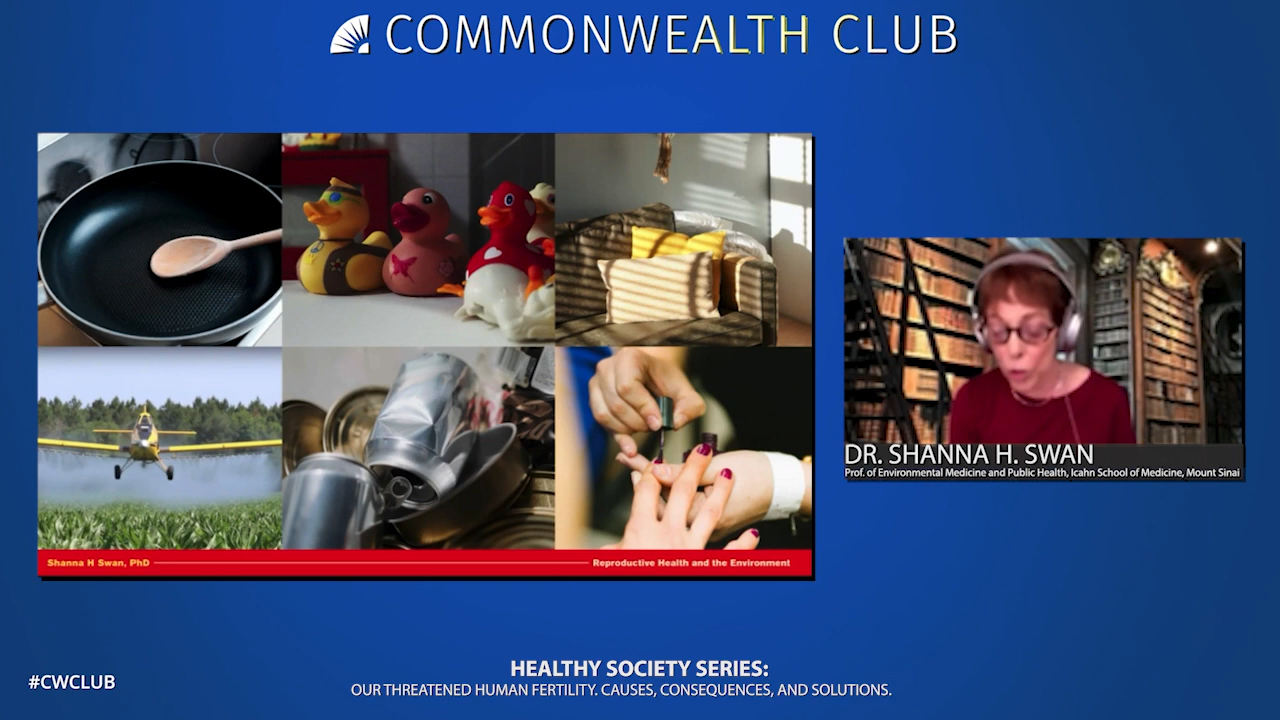 COMMONWEALTH CLUB
Shanna H Swan, PhD
Reproductive Health and the Environment
DR. SHANNA H. SWAN
Prof. of Environmental Medicine and Public Health, Icahn School of Medicine, Mount Sinai
HEALTHY SOCIETY SERIES:
#CWCLUB
OUR THREATENED HUMAN FERTILITY. CAUSES, CONSEQUENCES, AND SOLUTIONS.